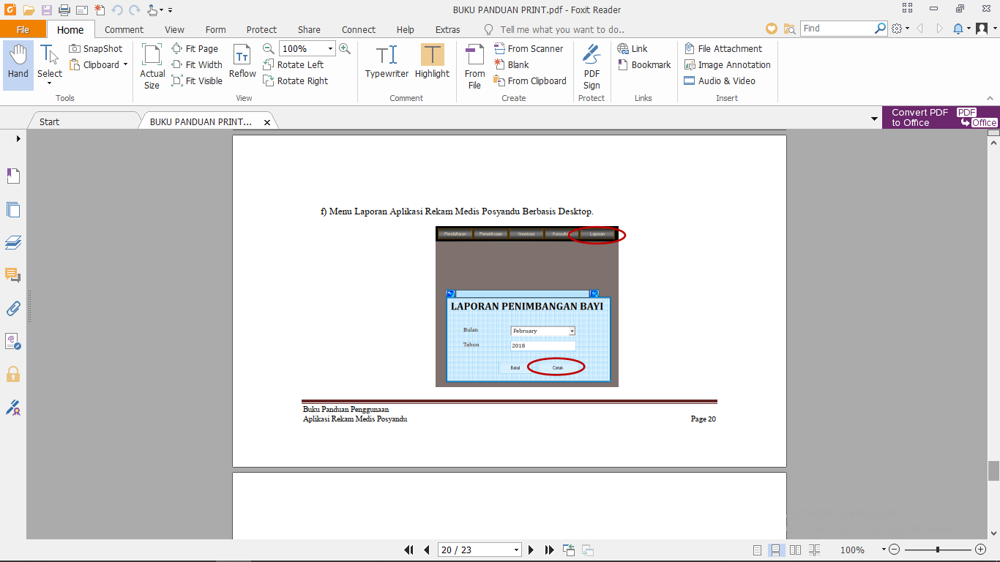 BUKU PANDUAN PRINT.pdf - Foxit Reader
File Home Comment View Form Protect Share Connect Help Extras Tell me what you want to do.. Find
Hand
Select
SnapShot
Clipboard
Tools
Actual Size
Fit Page
Fit Width
Fit Visible
Reflow
100%
Rotate Left
Rotate Right
View
Typewriter
Highlight
Comment
From File
From Scanner
Blank
From Clipboard
Create
PDF Sign
Protect
Link
Bookmark
Links
File Attachment
Image Annotation
Audio & Video
Insert
Start
BUKU PANDUAN PRINT...
Convert PDF to Office
PDF
Office
f) Menu Laporan Aplikasi Rekam Medis Posyandu Berbasis Desktop.
Pendaftaran Pemeriksaan Imunisasi Laporan
LAPORAN PENIMBANGAN BAYI
Bulan February
Tahun 2018
Batal Cetak
Buku Panduan Penggunaan
Aplikasi Rekam Medis Posyandu Page 20
20 / 23
100%